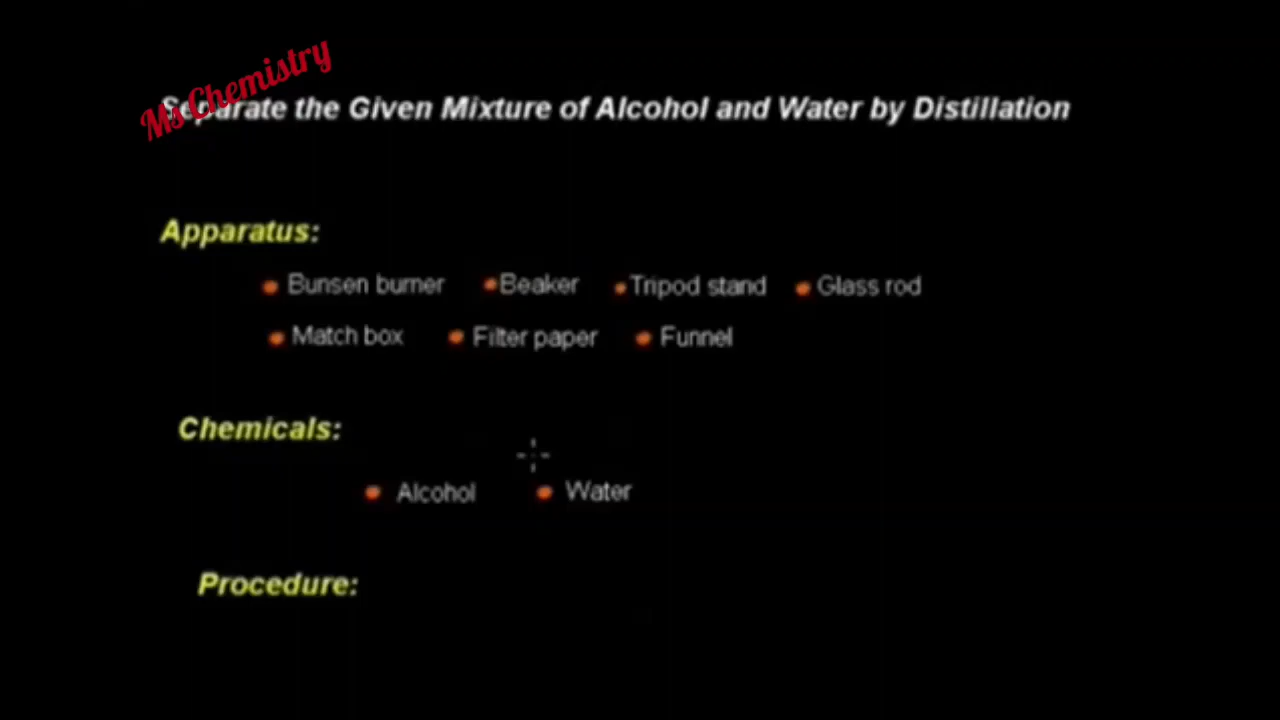 Ms Chemistry
Separate the Given Mixture of Alcohol and Water by Distillation
Apparatus:
Bunsen burner Beaker Tripod stand Glass rod
Match box Filter paper Funnel
Chemicals:
Alcohol Water
Procedure: